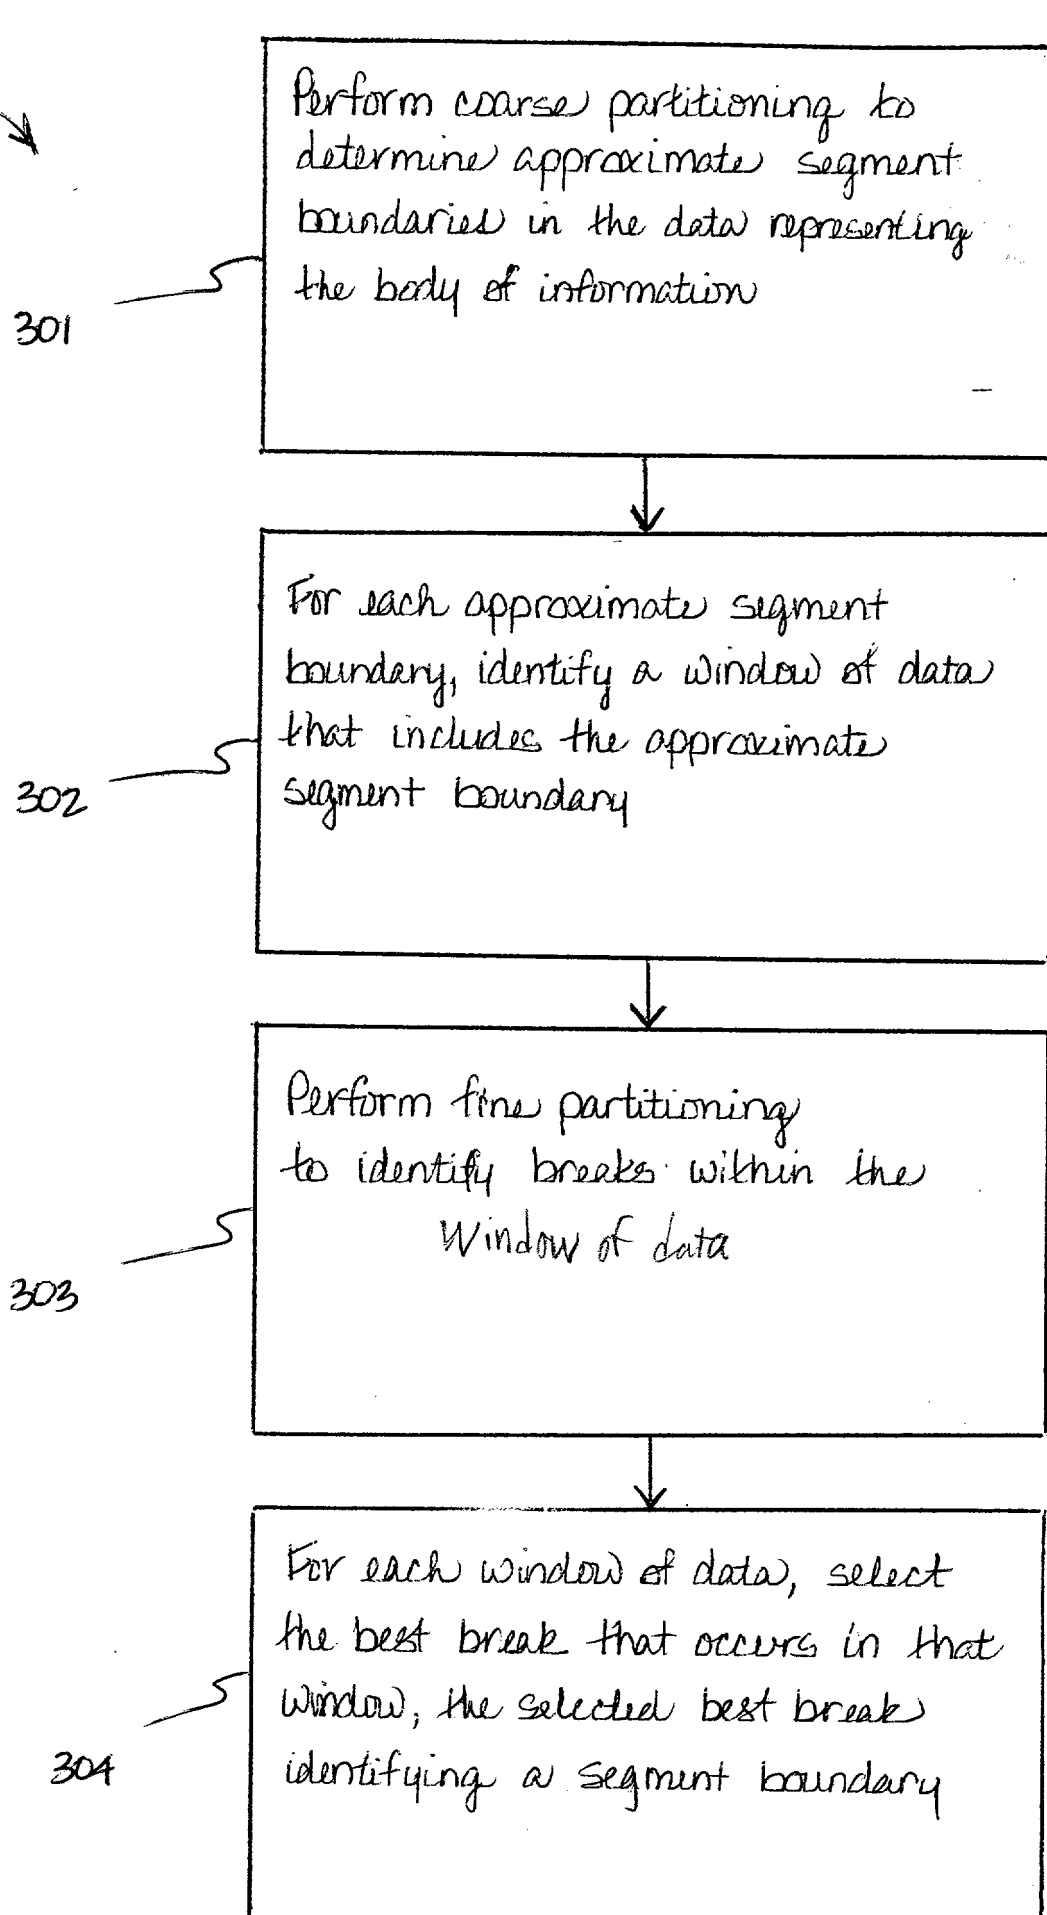 Perform coarse partitioning to
determine approximate segment
boundaries in the data representing
the body of information
301
For each approximate segment
boundary, identify a window of data
that includes the approximate
segment boundary
302
Perform fine partitioning
to identify breaks within the
Window of data
303
For each window of data, select
the best break that occurs in that
window, the selected best break
identifying a segment boundary
304